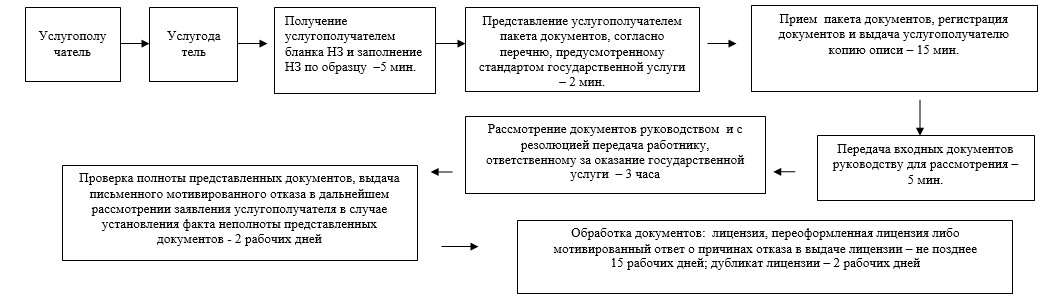 Услугополу
чатель
Услугода
тель
Получение
услугополучателем
бланка НЗ и заполнение
НЗ по образцу –5 мин.
Представление услугополучателем
пакета документов, согласно
перечню, предусмотренному
стандартом государственной услуги
– 2 мин.
Прием пакета документов, регистрация
документов и выдача услугополучателю
копию описи – 15 мин.
Передача входных документов
руководству для рассмотрения –
5 мин.
Рассмотрение документов руководством и с
резолюцией передача работнику,
ответственному за оказание государственной
услуги – 3 часа
Проверка полноты представленных документов, выдача
письменного мотивированного отказа в дальнейшем
рассмотрении заявления услугополучателя в случае
установления факта неполноты представленных
документов - 2 рабочих дней
Обработка документов: лицензия, переоформленная лицензия либо
мотивированный ответ о причинах отказа в выдаче лицензии – не позднее
15 рабочих дней; дубликат лицензии – 2 рабочих дней